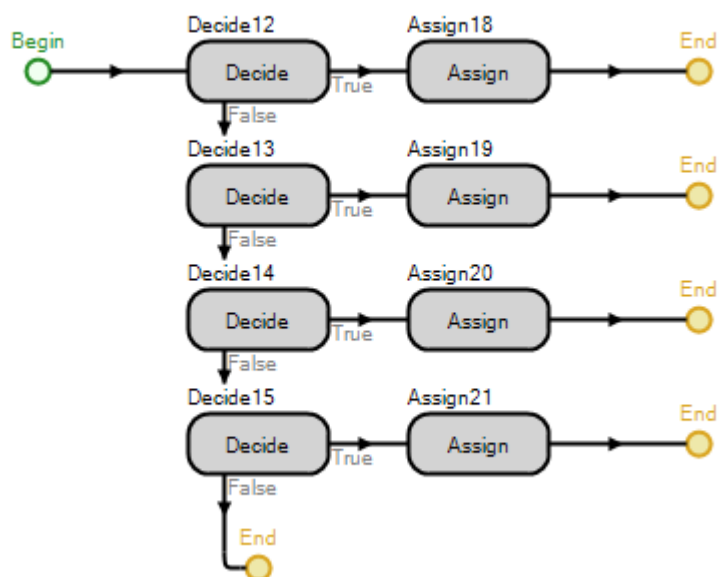 Decide12
Assign18
Begin
End
Decide
Assign
True
False
Decide13
Assign19
End
Decide
Assign
True
False
Decide14
Assign20
End
Decide
Assign
True
False
Decide15
Assign21
End
Decide
Assign
True
False
End